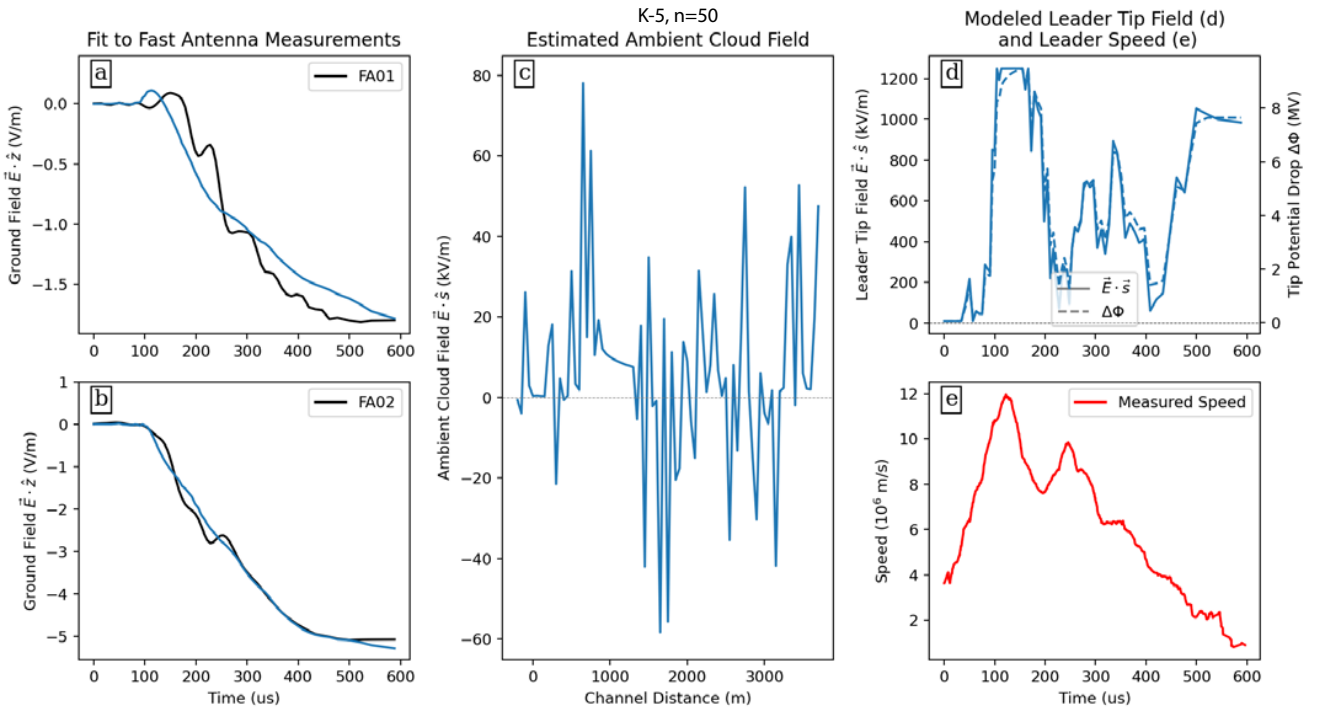 K-5, n=50
Fit to Fast Antenna Measurements
Estimated Ambient Cloud Field
Modeled Leader Tip Field (d)
and Leader Speed (e)
a
FA01
Ground Field E⃗ · ẑ (V/m)
0.0
−0.5
−1.0
−1.5
0 100 200 300 400 500 600
b
FA02
Ground Field E⃗ · ẑ (V/m)
1
0
−1
−2
−3
−4
−5
0 100 200 300 400 500 600
Time (us)
c
Ambient Cloud Field E⃗ · ŝ (kV/m)
80
60
40
20
0
−20
−40
−60
0 1000 2000 3000
Channel Distance (m)
d
Leader Tip Field E⃗ · ŝ (kV/m)
1200
1000
800
600
400
200
0
E⃗ · s⃗
ΔΦ
8
6
4
2
0
Tip Potential Drop ΔΦ (MV)
0 100 200 300 400 500 600
e
Measured Speed
Speed (10⁶ m/s)
12
10
8
6
4
2
0 100 200 300 400 500 600
Time (us)